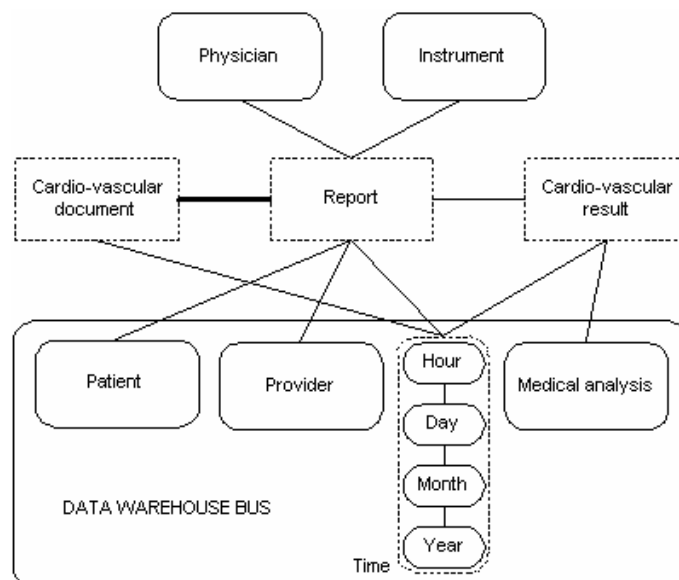 Physician
Instrument
Cardio-vascular
document
Report
Cardio-vascular
result
Patient
Provider
Hour
Medical analysis
Day
Month
DATA WAREHOUSE BUS
Year
Time